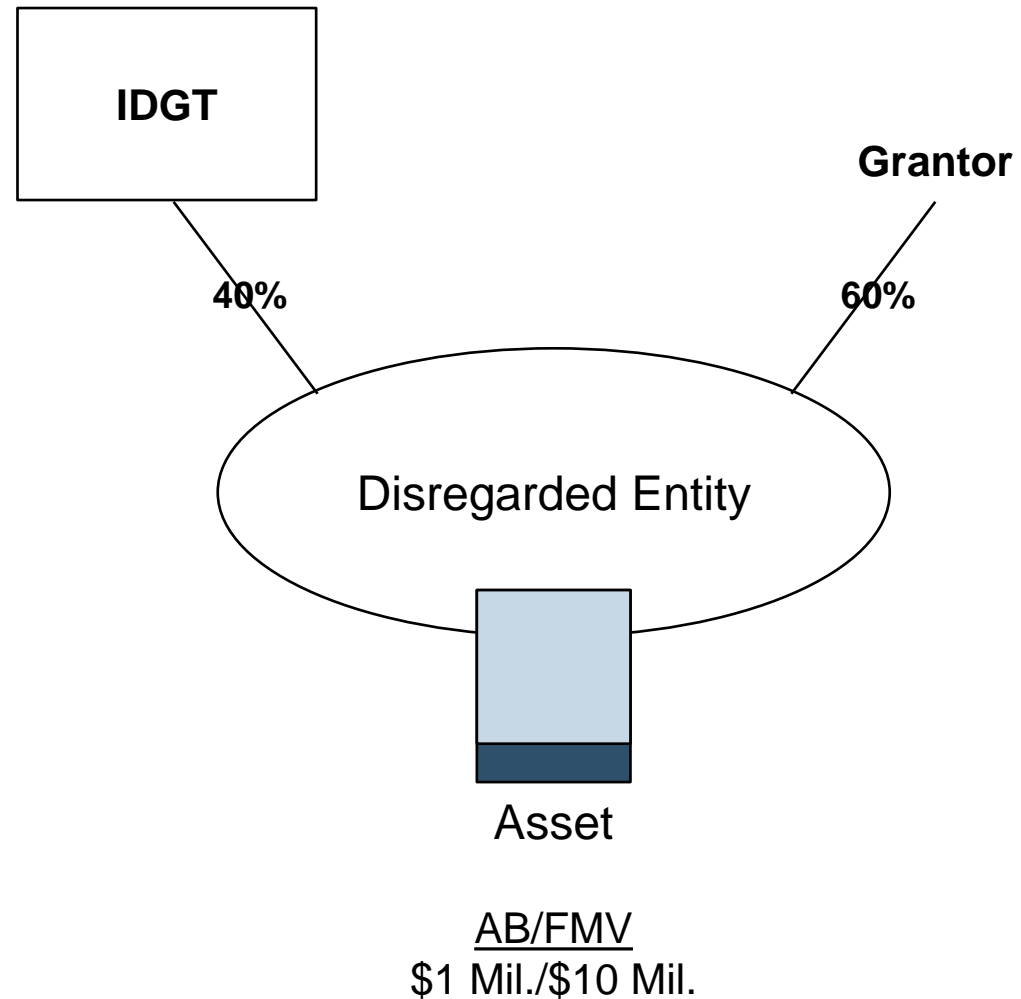 IDGT
Grantor
40%
60%
Disregarded Entity
Asset
AB/FMV
$1 Mil./$10 Mil.